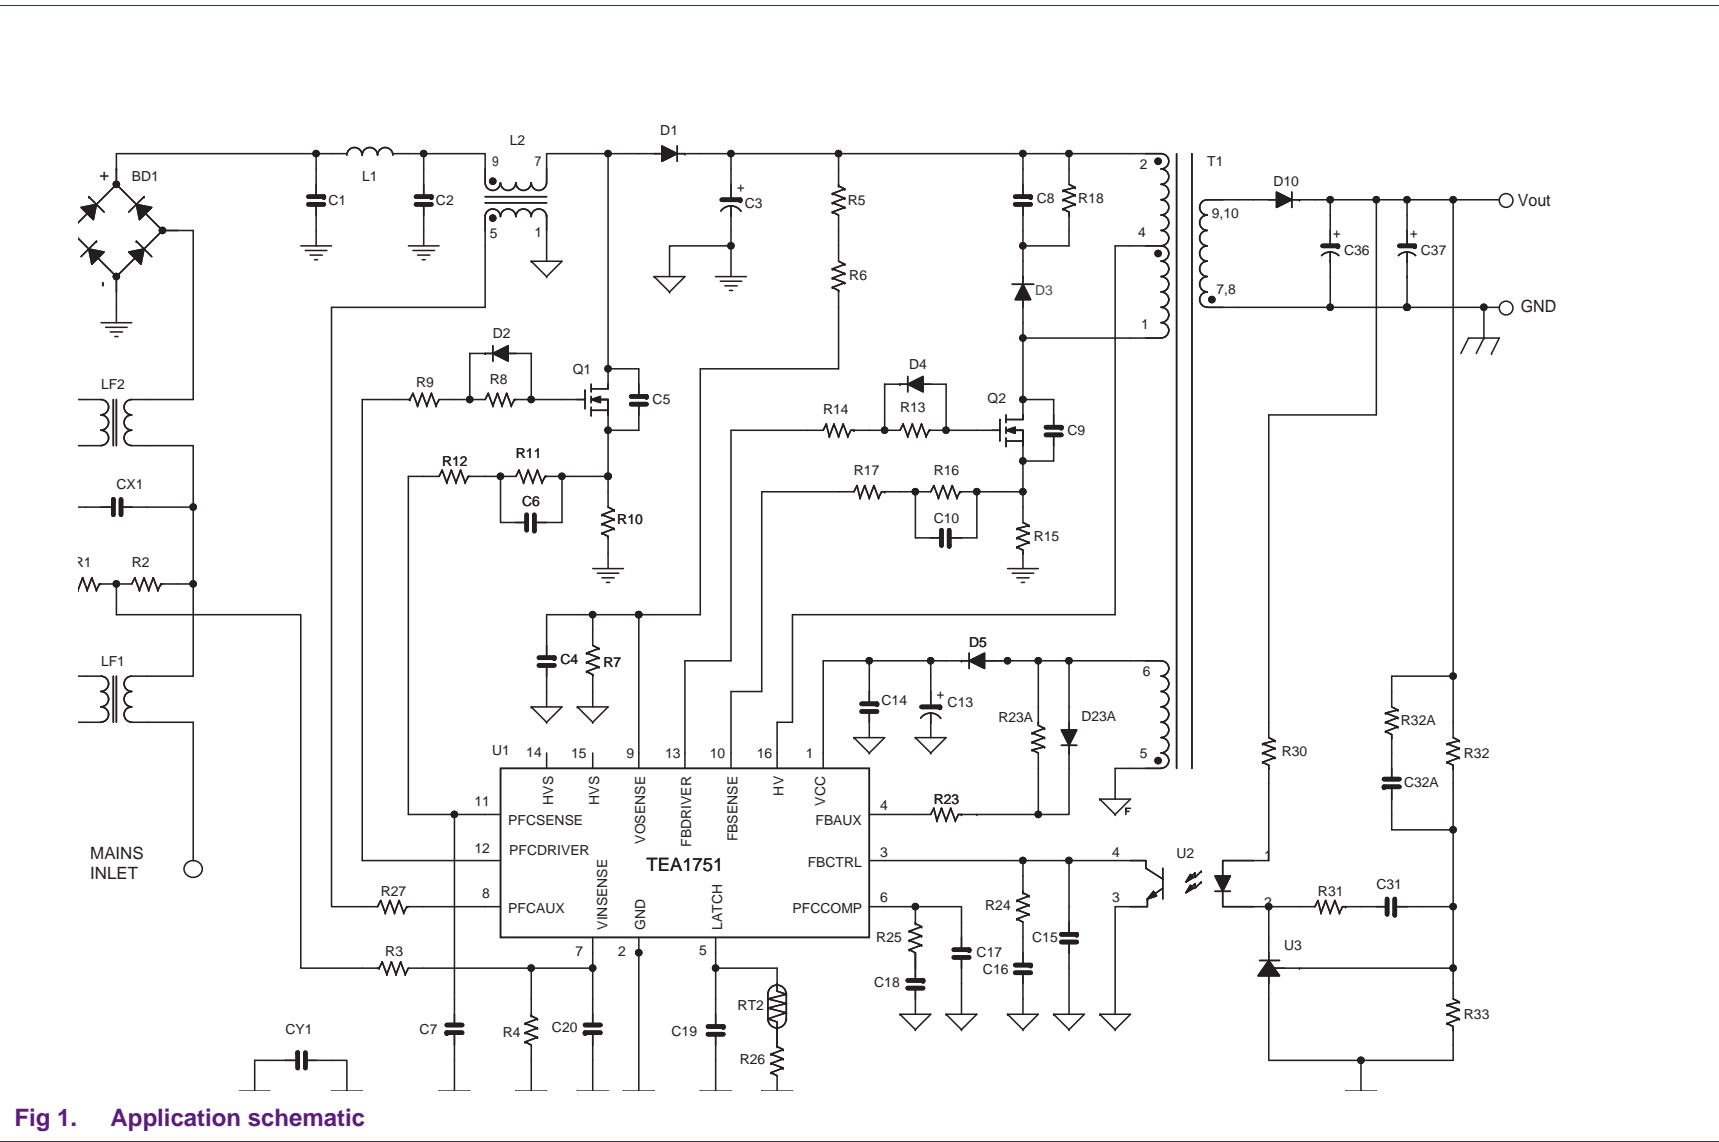 L2
D1
9
7
+
BD1
L1
C1
C2
5
1
+
C3
R5
R6
C8
R18
2
T1
4
1
D3
D10
9,10
7,8
Vout
+
C36
+
C37
GND
LF2
D2
R9
R8
Q1
C5
D4
R14
R13
Q2
C9
R12
R11
C6
R10
R17
R16
C10
R15
CX1
R2
LF1
C4
R7
D5
C14
+
C13
R23A
D23A
6
5
R30
R32A
C32A
R32
U1
14
15
9
13
10
16
1
HVS
HVS
VOSENSE
FBDRIVER
FBSENSE
HV
VCC
11
PFCSENSE
12
PFCDRIVER
8
PFCAUX
TEA1751
4
FBAUX
R23
3
FBCTRL
6
PFCCOMP
VINSENSE
GND
LATCH
7
2
5
MAINS
INLET
R27
R3
4
U2
3
R24
R25
C15
C17
C16
C18
R31
C31
U3
R33
RT2
R26
C19
C7
R4
C20
CY1
Fig 1. Application schematic